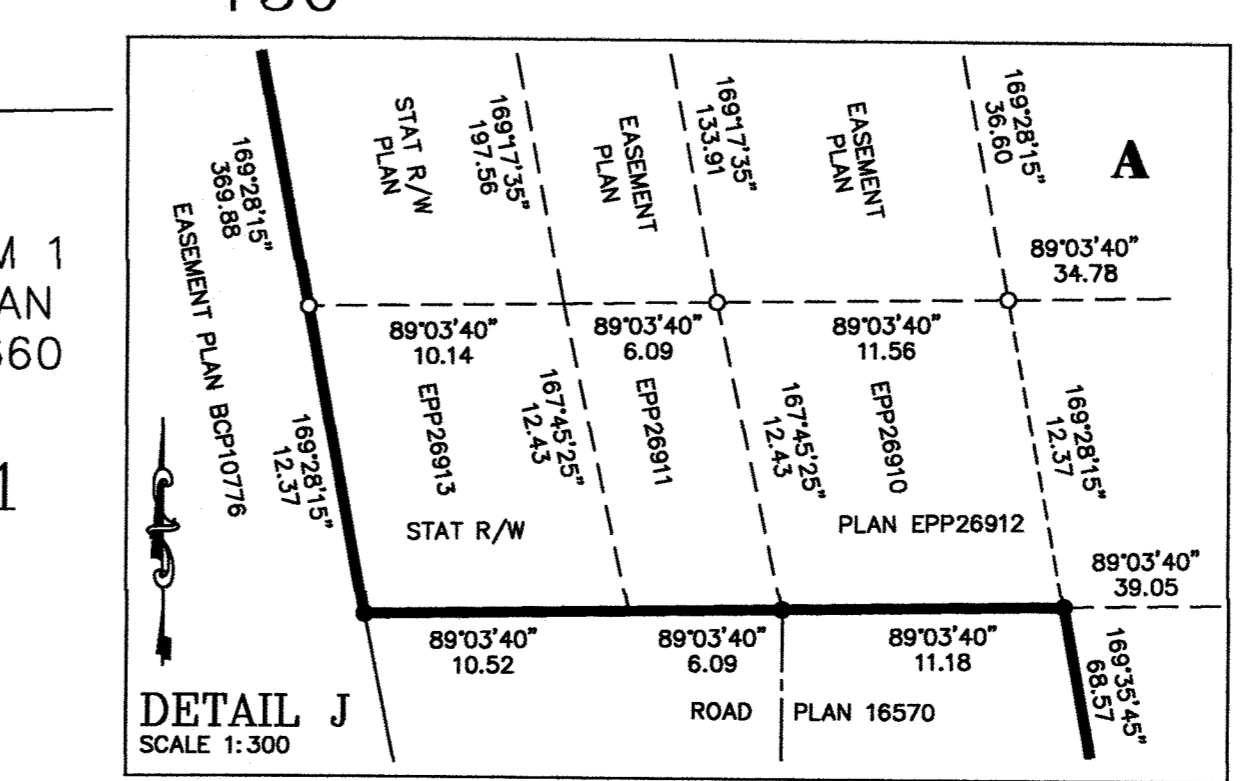 M 1
AN
660
1
169°28'15"
369.88
EASEMENT PLAN BCP10776
STAT R/W
PLAN
169°17'35"
197.56
EASEMENT
PLAN
169°17'35"
133.91
EASEMENT
PLAN
169°28'15"
36.60
A
89°03'40"
34.78
89°03'40"
10.14
89°03'40"
6.09
89°03'40"
11.56
169°28'15"
12.37
EPP26913
167°45'25"
12.43
EPP26911
167°45'25"
12.43
EPP26910
169°28'15"
12.37
STAT R/W
PLAN EPP26912
89°03'40"
39.05
89°03'40"
10.52
89°03'40"
6.09
89°03'40"
11.18
169°35'45"
68.57
ROAD
PLAN 16570
DETAIL J
SCALE 1:300